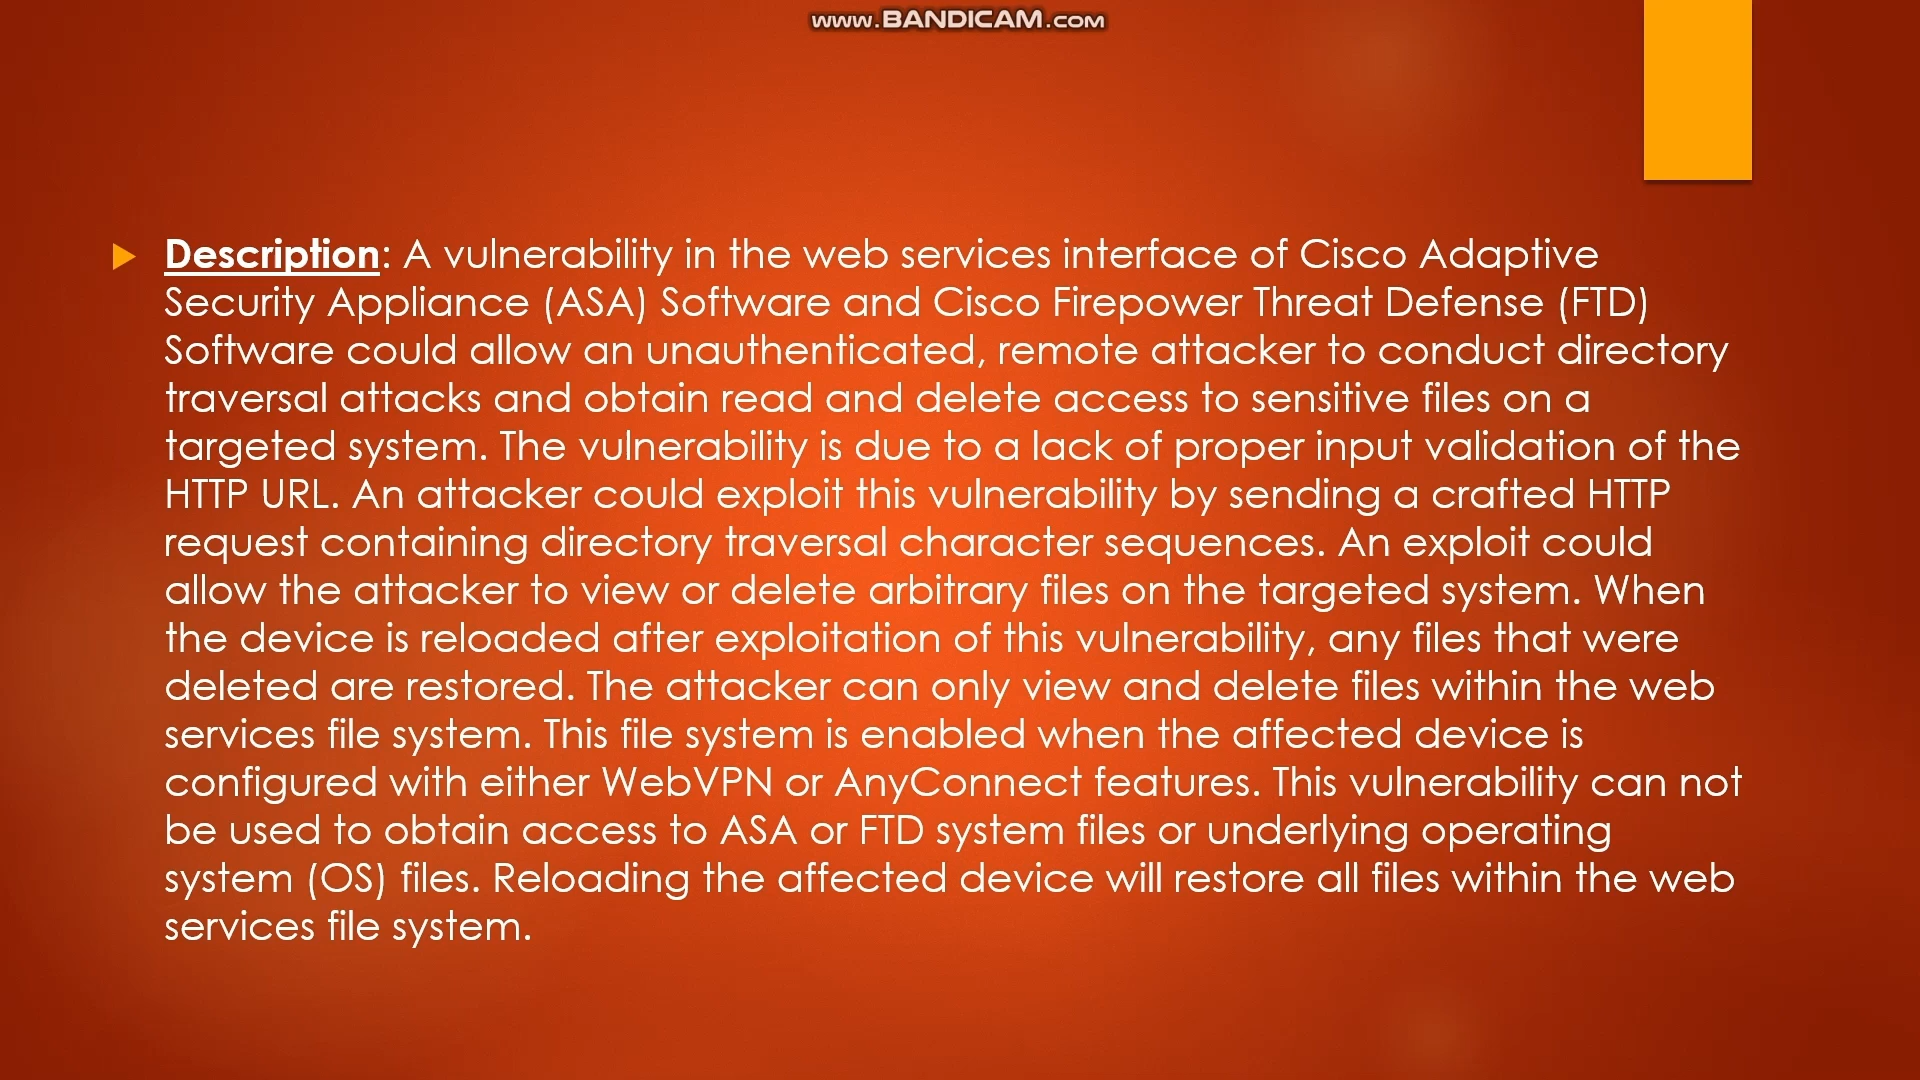 www.BANDICAM.com
Description: A vulnerability in the web services interface of Cisco Adaptive
Security Appliance (ASA) Software and Cisco Firepower Threat Defense (FTD)
Software could allow an unauthenticated, remote attacker to conduct directory
traversal attacks and obtain read and delete access to sensitive files on a
targeted system. The vulnerability is due to a lack of proper input validation of the
HTTP URL. An attacker could exploit this vulnerability by sending a crafted HTTP
request containing directory traversal character sequences. An exploit could
allow the attacker to view or delete arbitrary files on the targeted system. When
the device is reloaded after exploitation of this vulnerability, any files that were
deleted are restored. The attacker can only view and delete files within the web
services file system. This file system is enabled when the affected device is
configured with either WebVPN or AnyConnect features. This vulnerability can not
be used to obtain access to ASA or FTD system files or underlying operating
system (OS) files. Reloading the affected device will restore all files within the web
services file system.